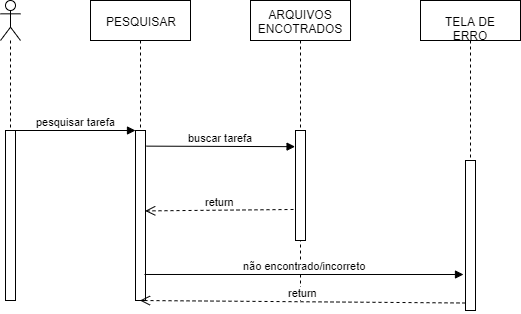 PESQUISAR
ARQUIVOS
ENCOTRADOS
TELA DE
ERRO
pesquisar tarefa
buscar tarefa
return
não encontrado/incorreto
return